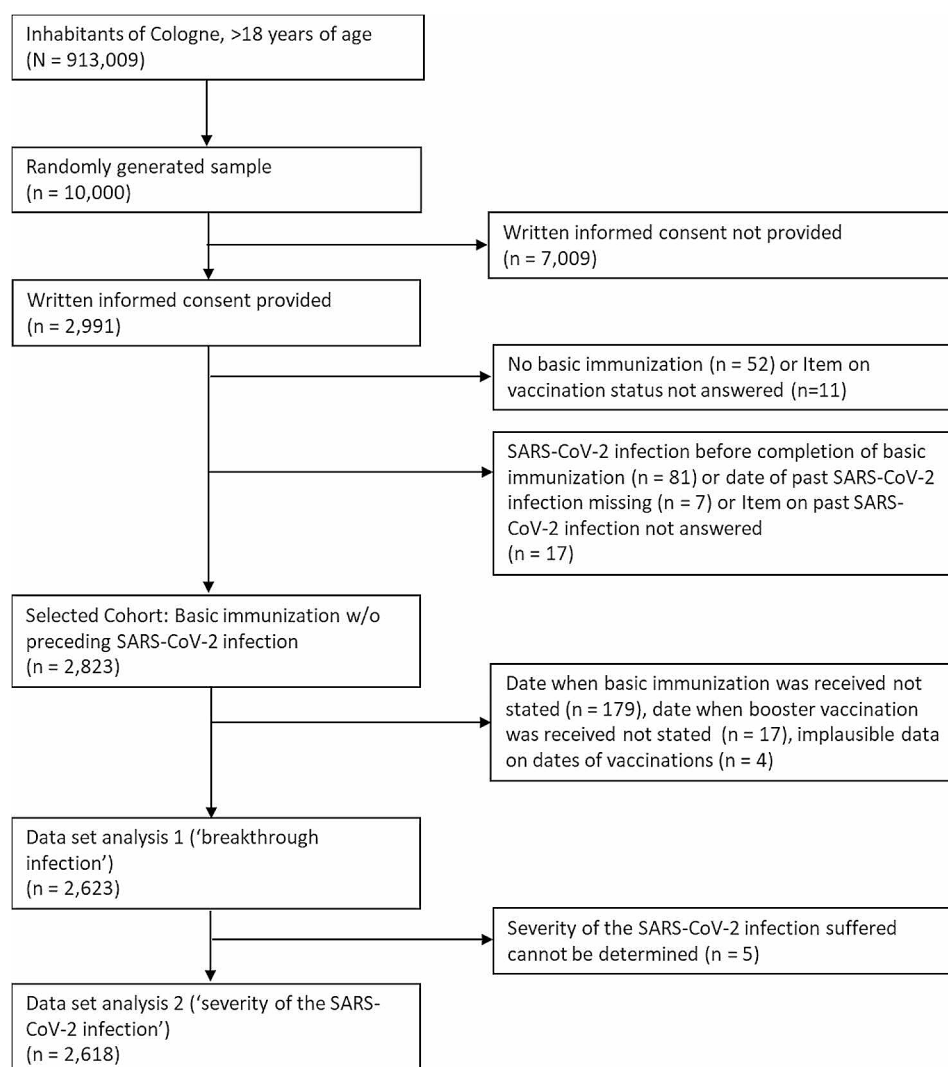 Inhabitants of Cologne, >18 years of age
(N = 913,009)
Randomly generated sample
(n = 10,000)
Written informed consent not provided
(n = 7,009)
Written informed consent provided
(n = 2,991)
No basic immunization (n = 52) or Item on
vaccination status not answered (n=11)
SARS-CoV-2 infection before completion of basic
immunization (n = 81) or date of past SARS-CoV-2
infection missing (n = 7) or Item on past SARS-
CoV-2 infection not answered
(n = 17)
Selected Cohort: Basic immunization w/o
preceding SARS-CoV-2 infection
(n = 2,823)
Date when basic immunization was received not
stated (n = 179), date when booster vaccination
was received not stated (n = 17), implausible data
on dates of vaccinations (n = 4)
Data set analysis 1 (‘breakthrough
infection’)
(n = 2,623)
Severity of the SARS-CoV-2 infection suffered
cannot be determined (n = 5)
Data set analysis 2 (‘severity of the SARS-
CoV-2 infection’)
(n = 2,618)